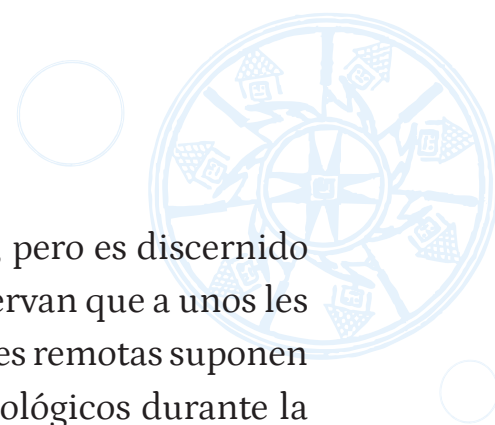 , pero es discernido
ervan que a unos les
es remotas suponen
ológicos durante la